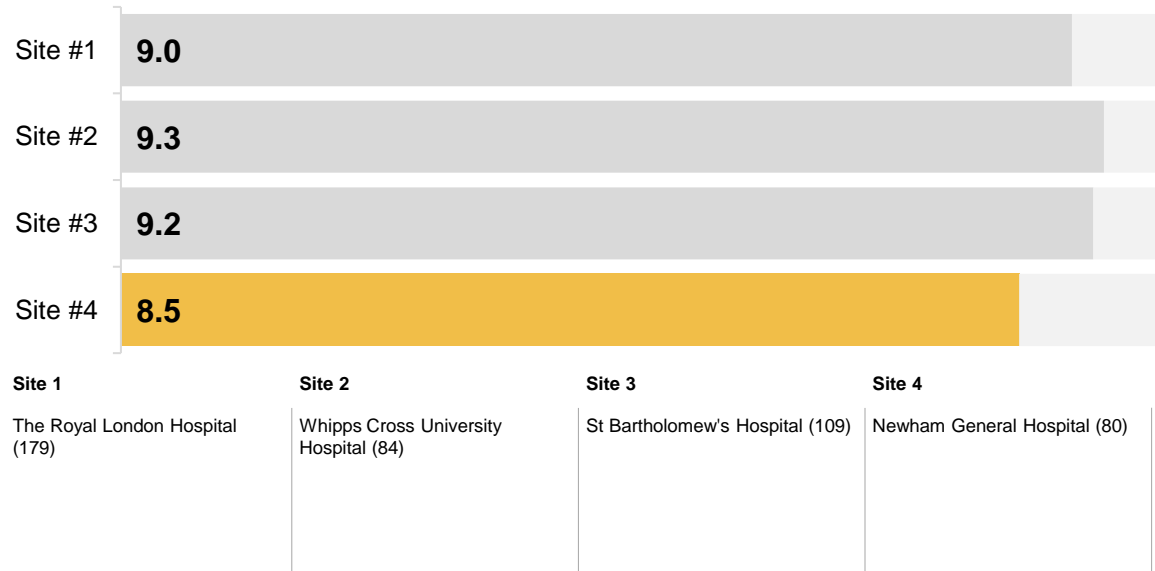 Site #1 9.0
Site #2 9.3
Site #3 9.2
Site #4 8.5
Site 1
The Royal London Hospital
(179)
Site 2
Whipps Cross University
Hospital (84)
Site 3
St Bartholomew's Hospital (109)
Site 4
Newham General Hospital (80)